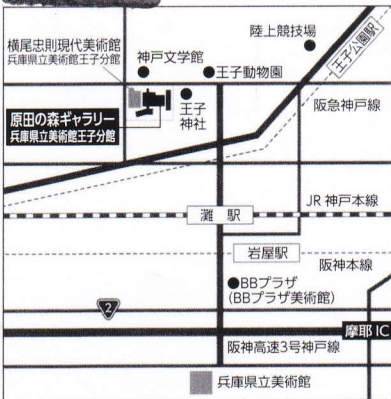 陸上競技場
王子公園駅
横尾忠則現代美術館
兵庫県立美術館王子分館
神戸文学館
王子動物園
王子
神社
阪急神戸線
原田の森ギャラリー
兵庫県立美術館王子分館
JR 神戸本線
灘 駅
岩屋駅
阪神本線
BBプラザ
(BBプラザ美術館)
2
摩耶 IC
阪神高速3号神戸線
兵庫県立美術館